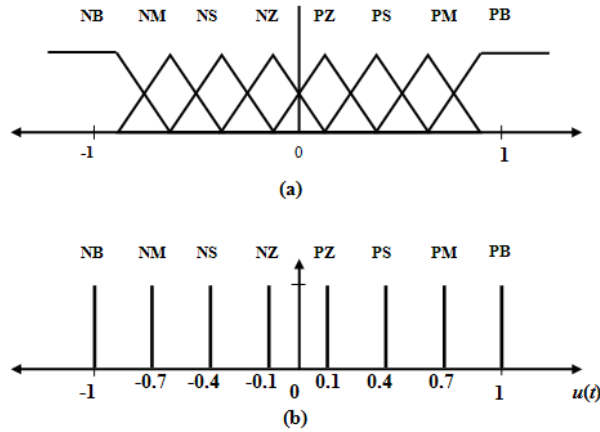 NB NM NS NZ PZ PS PM PB
-1 0 1
(a)
NB NM NS NZ PZ PS PM PB
-1 -0.7 -0.4 -0.1 0 0.1 0.4 0.7 1 u(t)
(b)